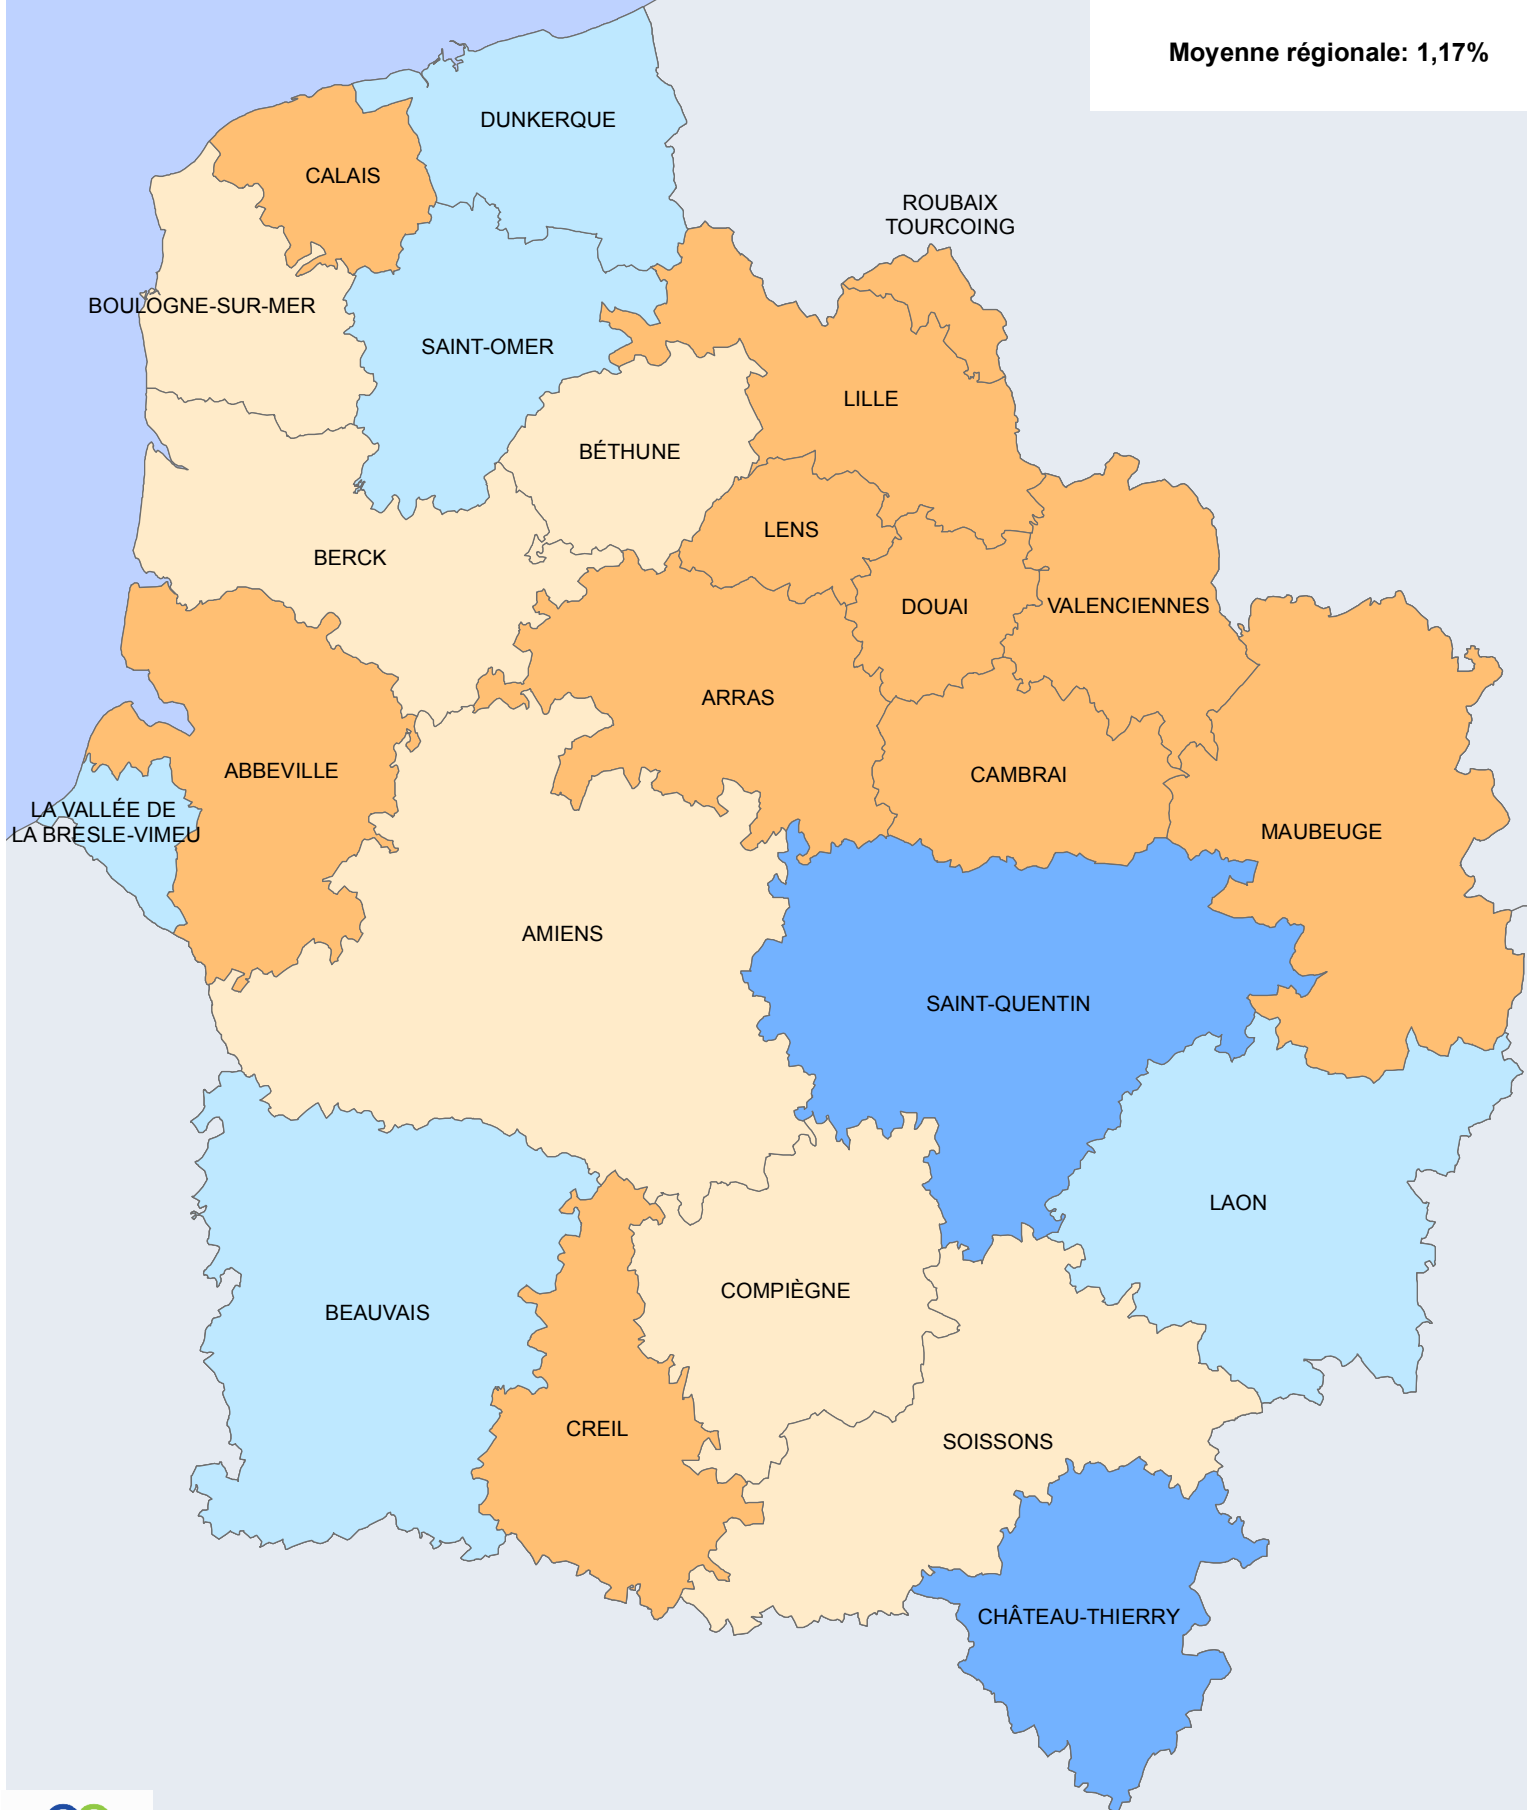 Moyenne régionale: 1,17%
DUNKERQUE
CALAIS
ROUBAIX
TOURCOING
BOULOGNE-SUR-MER
SAINT-OMER
LILLE
BÉTHUNE
LENS
BERCK
DOUAI
VALENCIENNES
ARRAS
ABBEVILLE
CAMBRAI
LA VALLÉE DE
LA BRESLE-VIMEU
MAUBEUGE
AMIENS
SAINT-QUENTIN
LAON
COMPIÈGNE
BEAUVAIS
CREIL
SOISSONS
CHÂTEAU-THIERRY